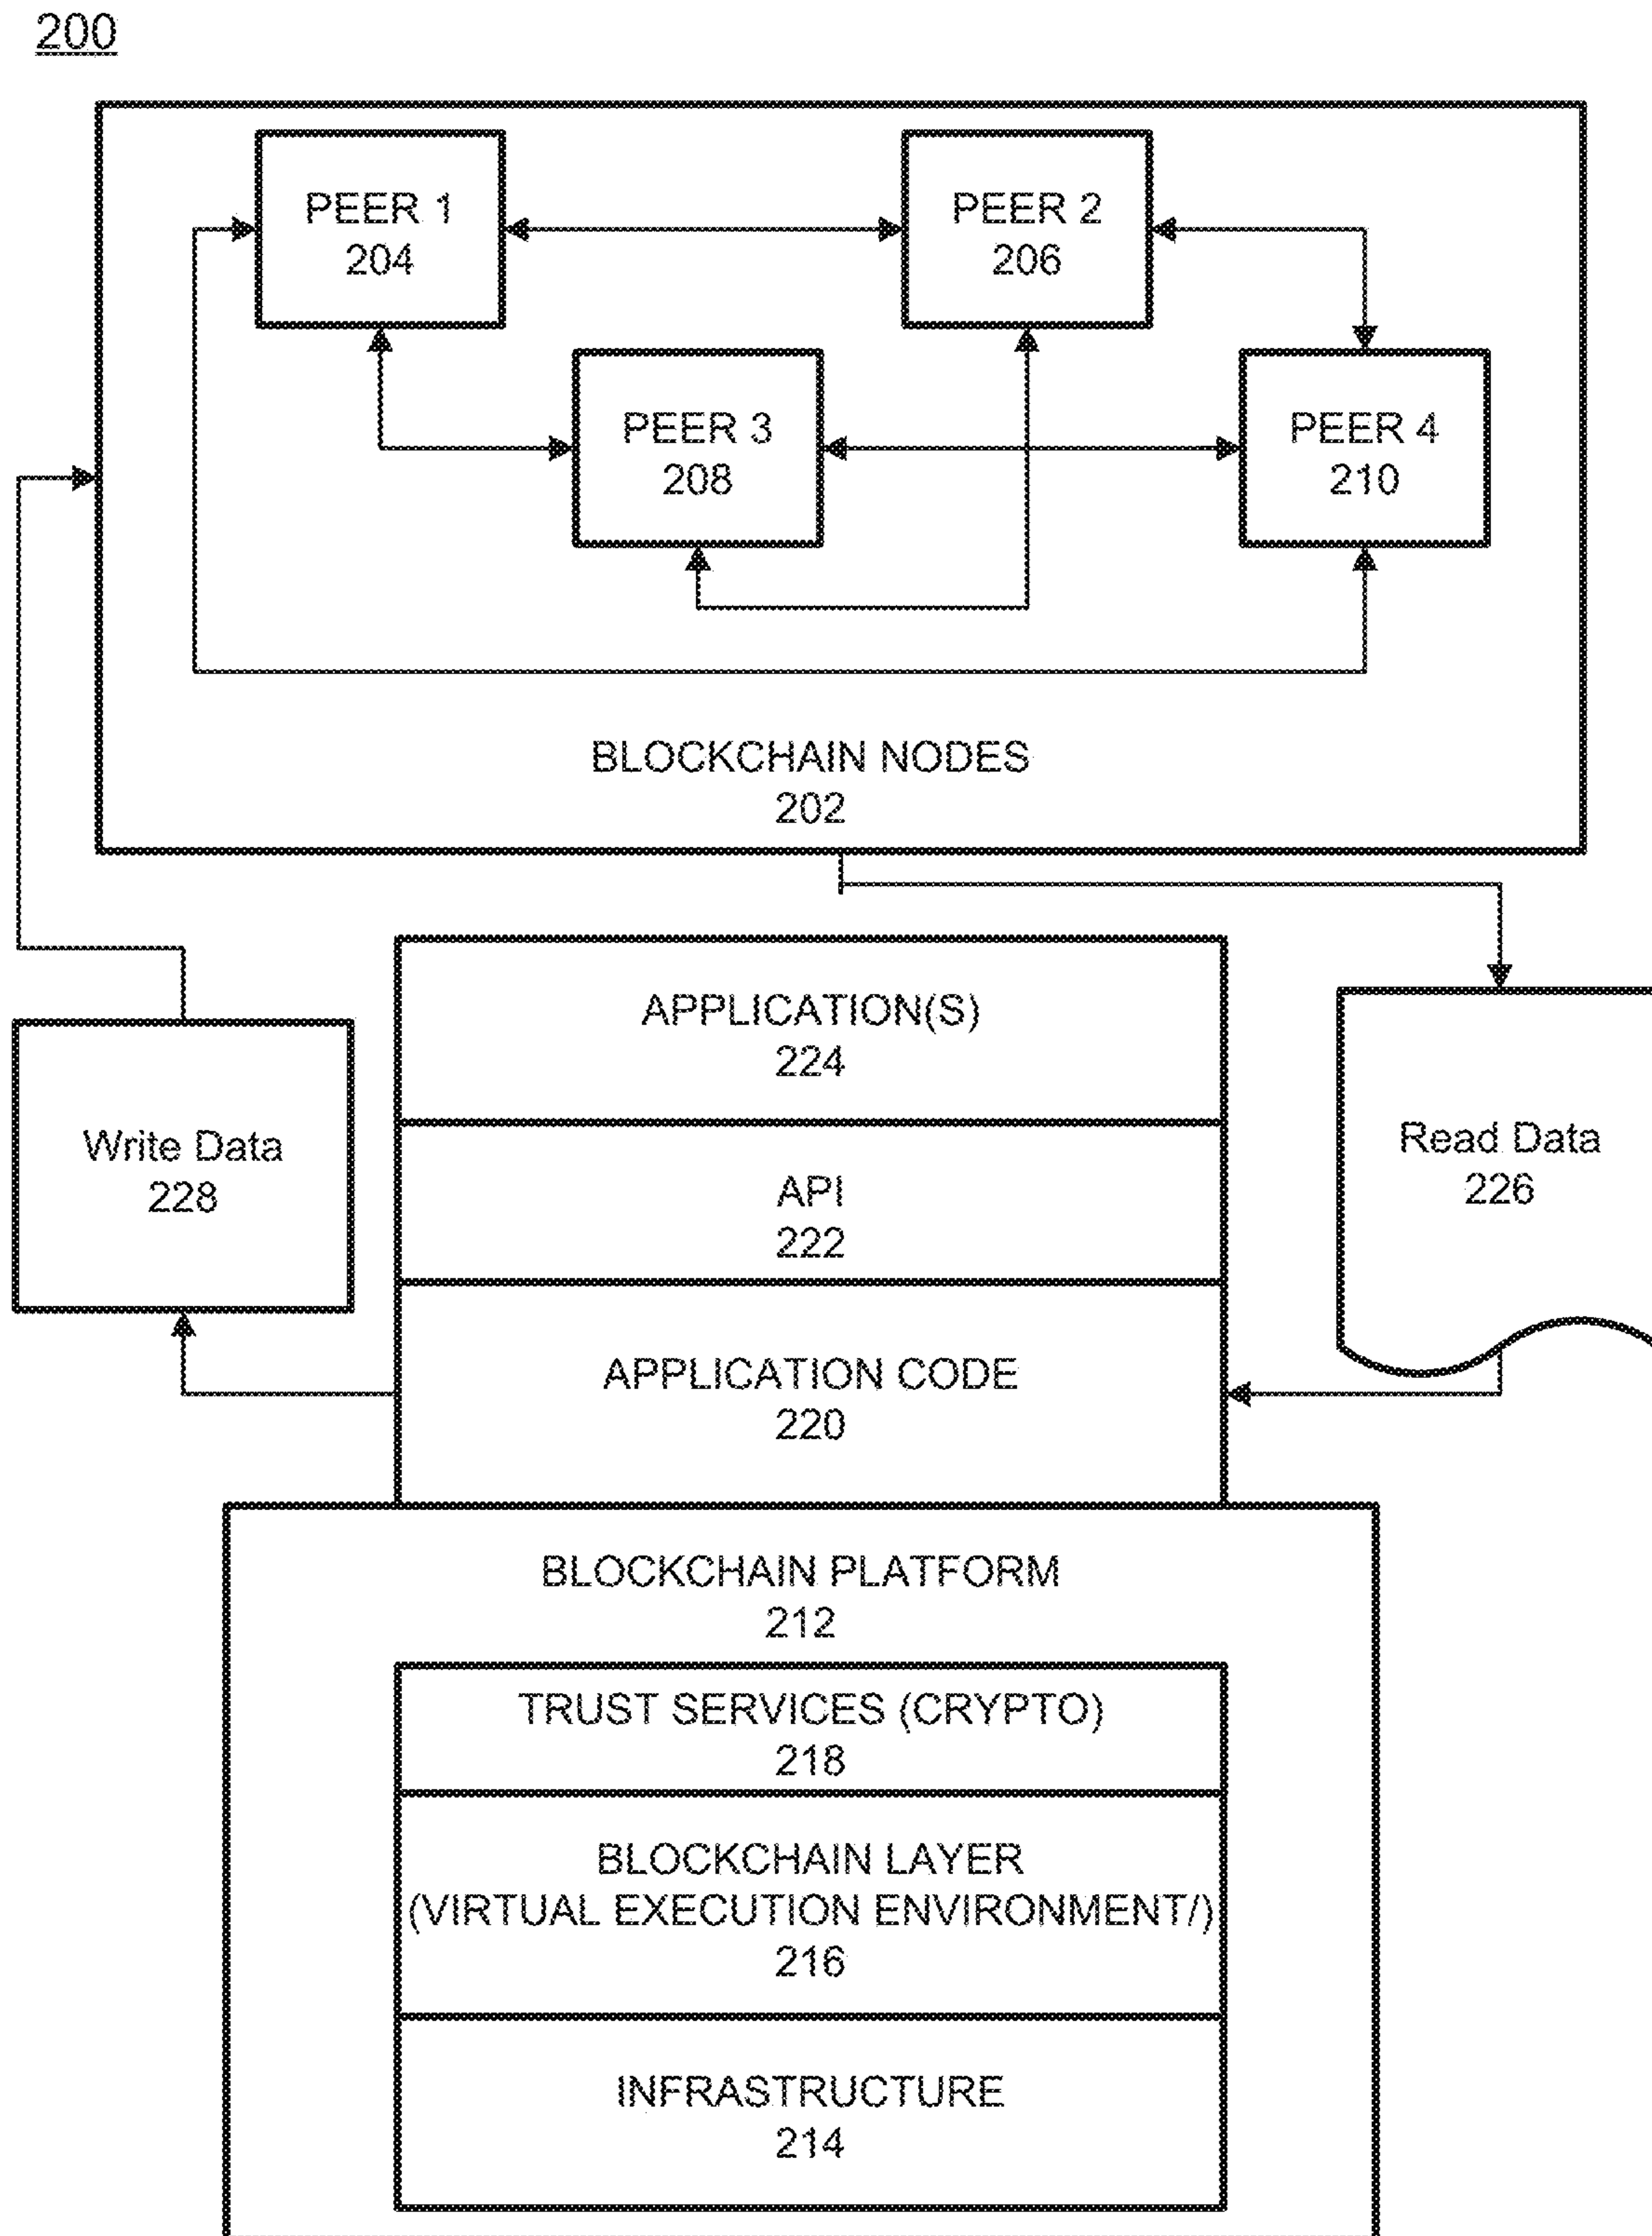 200
PEER 1
204
PEER 2
206
PEER 3
208
PEER 4
210
BLOCKCHAIN NODES
202
APPLICATION(S)
224
Write Data
228
API
222
Read Data
226
APPLICATION CODE
220
BLOCKCHAIN PLATFORM
212
TRUST SERVICES (CRYPTO)
218
BLOCKCHAIN LAYER
(VIRTUAL EXECUTION ENVIRONMENT/)
216
INFRASTRUCTURE
214